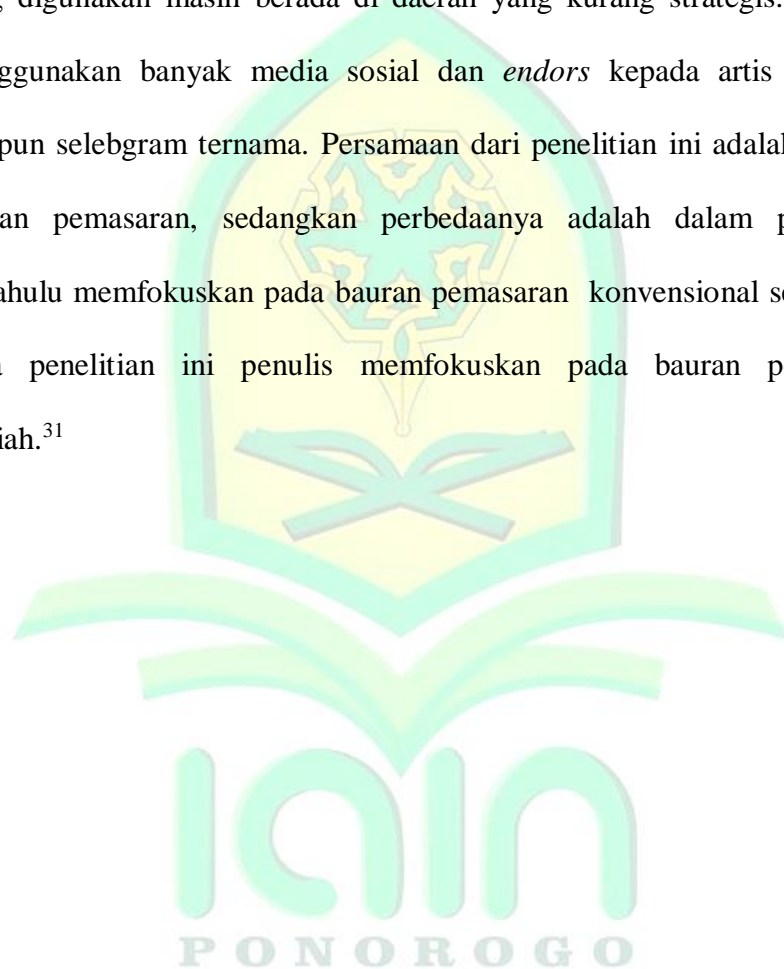 digunakan masih berada di daerah yang kurang strategis.
ggunakan banyak media sosial dan endors kepada artis
pun selebgram ternama. Persamaan dari penelitian ini adalah
an pemasaran, sedangkan perbedaanya adalah dalam p
ahulu memfokuskan pada bauran pemasaran konvensional se
penelitian ini penulis memfokuskan pada bauran p
iah.31
iain
PONOROGO